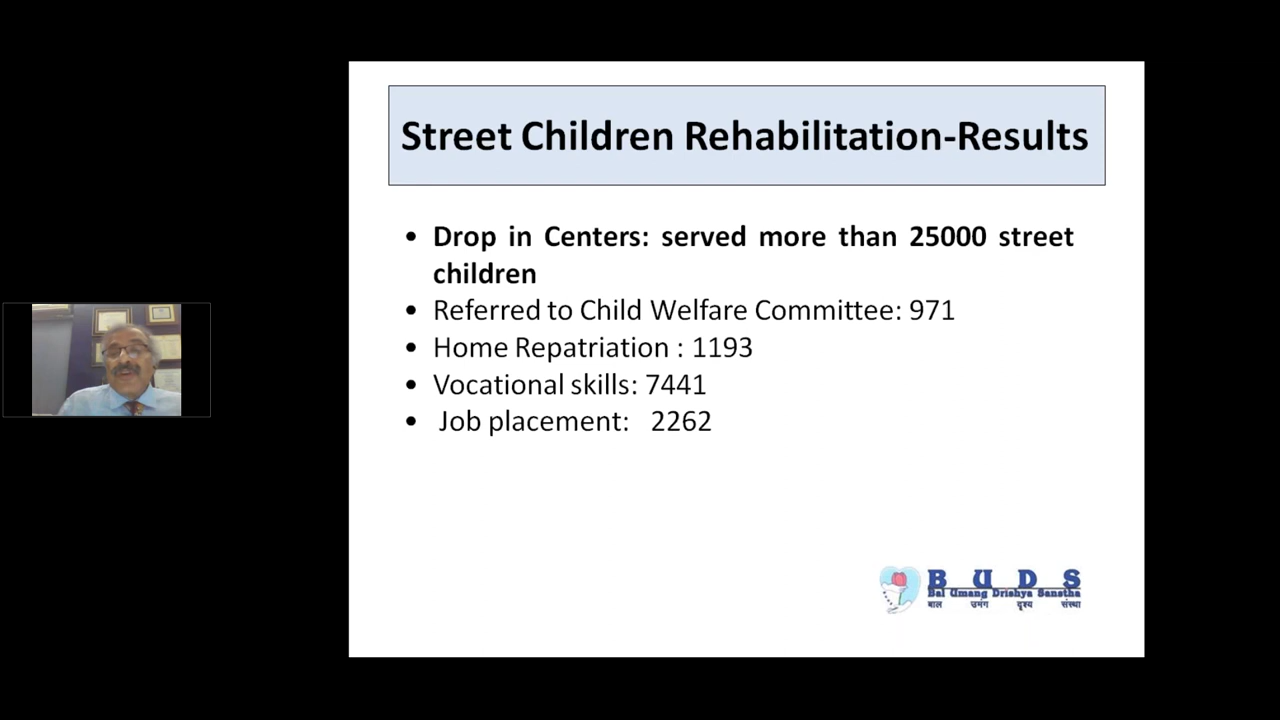 Street Children Rehabilitation-Results
• Drop in Centers: served more than 25000 street
children
• Referred to Child Welfare Committee: 971
• Home Repatriation : 1193
• Vocational skills: 7441
• Job placement: 2262
B U D S
Bal Umang Drishya Sanstha
बाल उमंग दृश्य संस्था